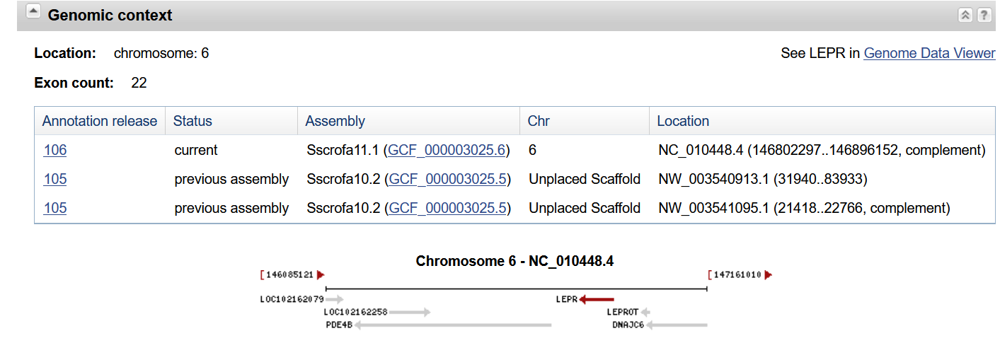 Genomic context
?
Location: chromosome: 6
See LEPR in Genome Data Viewer
Exon count: 22
Annotation release Status Assembly Chr Location
106 current Sscrofa11.1 (GCF_000003025.6) 6 NC_010448.4 (146802297..146896152, complement)
105 previous assembly Sscrofa10.2 (GCF_000003025.5) Unplaced Scaffold NW_003540913.1 (31940..83933)
105 previous assembly Sscrofa10.2 (GCF_000003025.5) Unplaced Scaffold NW_003541095.1 (21418..22766, complement)
Chromosome 6 - NC_010448.4
[ 146085121 [ 147161010
LOC102162079 LEPR
LOC102162258 LEPROT
PDE4B DNAJC6